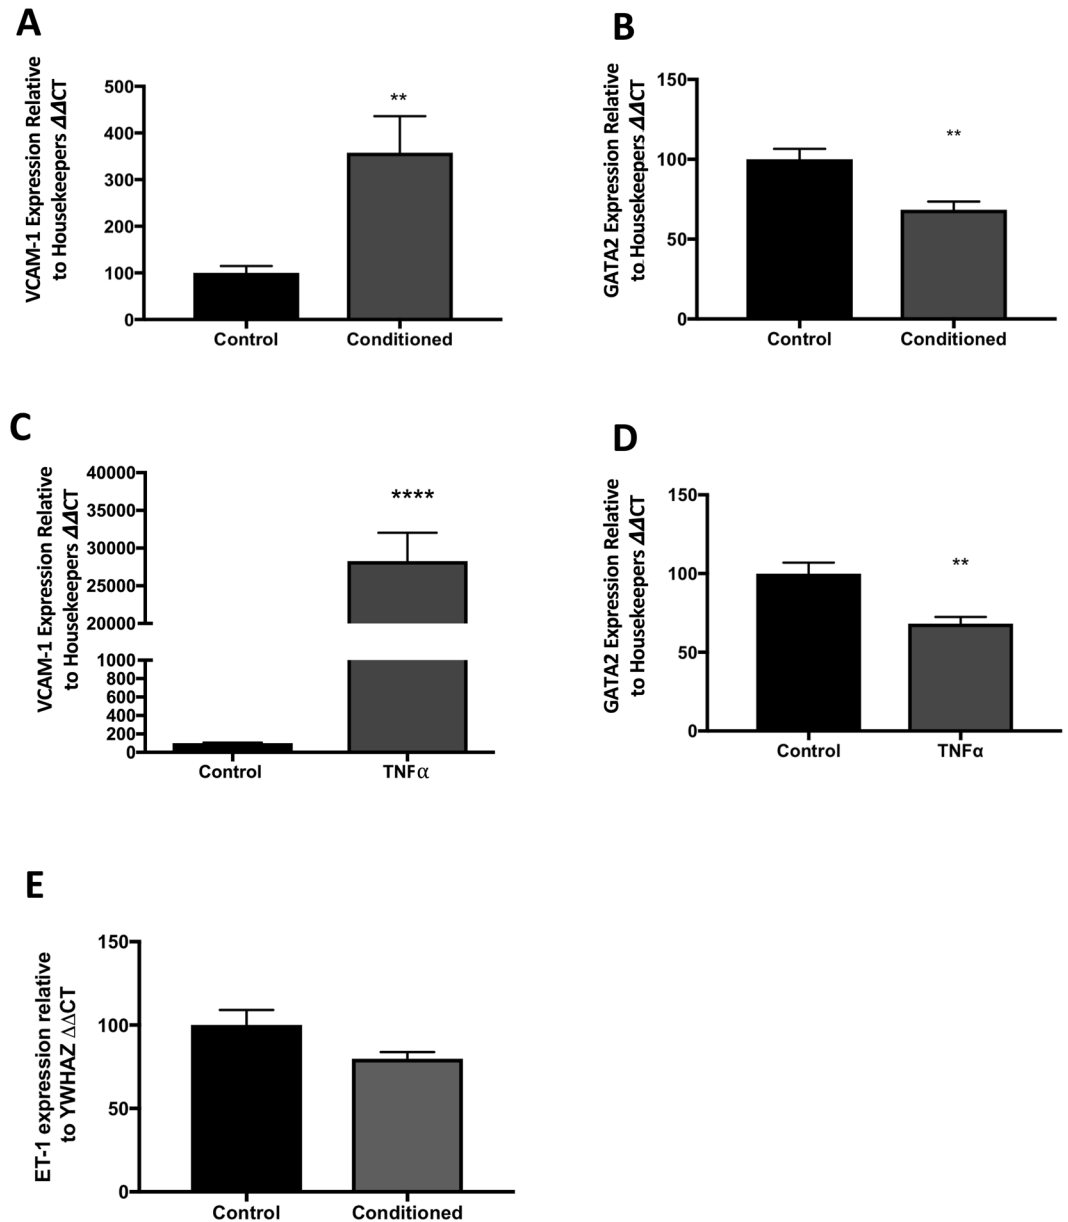 A
VCAM-1 Expression Relative
to Housekeepers ΔΔCT
500
400
300
200
100
0
**
Control
Conditioned
B
GATA2 Expression Relative
to Housekeepers ΔΔCT
150
100
50
0
**
Control
Conditioned
C
VCAM-1 Expression Relative
to Housekeepers ΔΔCT
40000
35000
30000
25000
20000
1000
800
600
400
200
0
****
Control
TNFα
D
GATA2 Expression Relative
to Housekeepers ΔΔCT
150
100
50
0
**
Control
TNFα
E
ET-1 expression relative
to YWHAZ ΔΔCT
150
100
50
0
Control
Conditioned